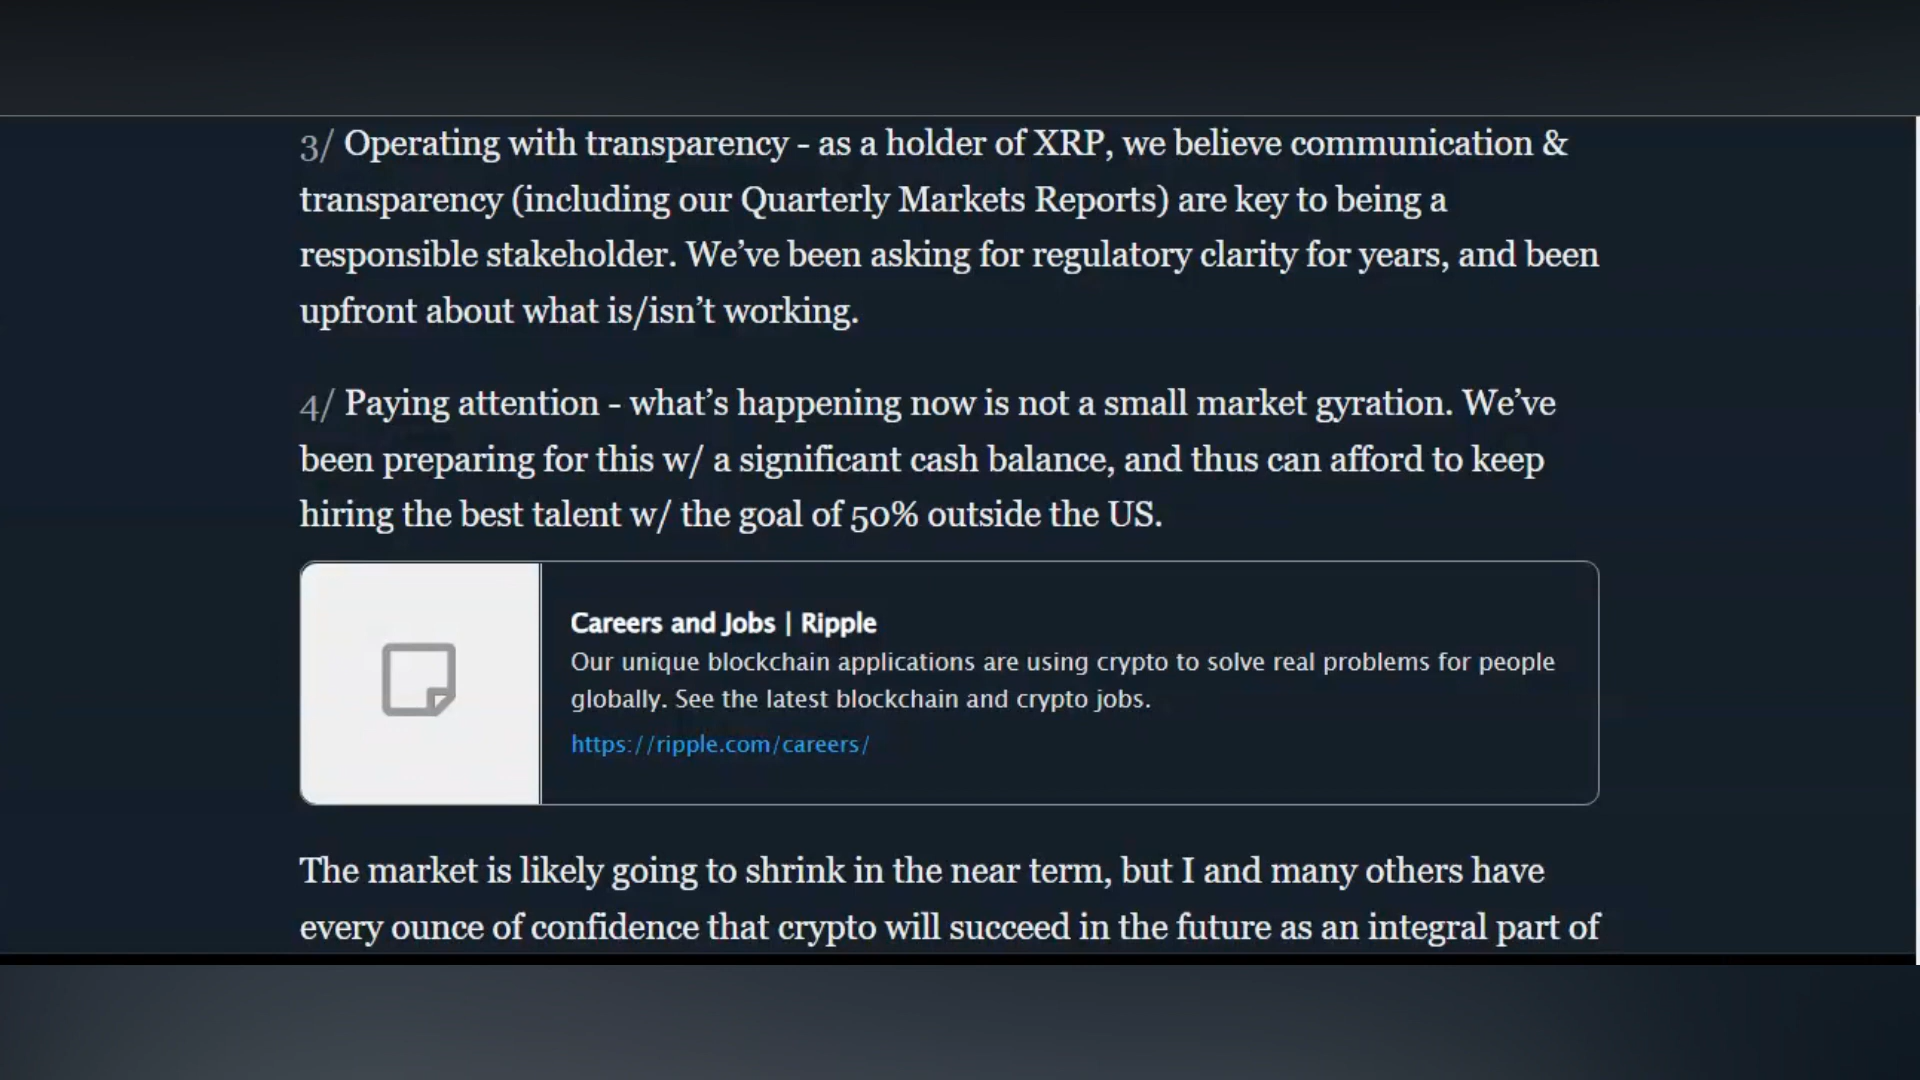 3/ Operating with transparency - as a holder of XRP, we believe communication &
transparency (including our Quarterly Markets Reports) are key to being a
responsible stakeholder. We’ve been asking for regulatory clarity for years, and been
upfront about what is/isn’t working.
4/ Paying attention - what’s happening now is not a small market gyration. We’ve
been preparing for this w/ a significant cash balance, and thus can afford to keep
hiring the best talent w/ the goal of 50% outside the US.
Careers and Jobs | Ripple
Our unique blockchain applications are using crypto to solve real problems for people
globally. See the latest blockchain and crypto jobs.
https://ripple.com/careers/
The market is likely going to shrink in the near term, but I and many others have
every ounce of confidence that crypto will succeed in the future as an integral part of